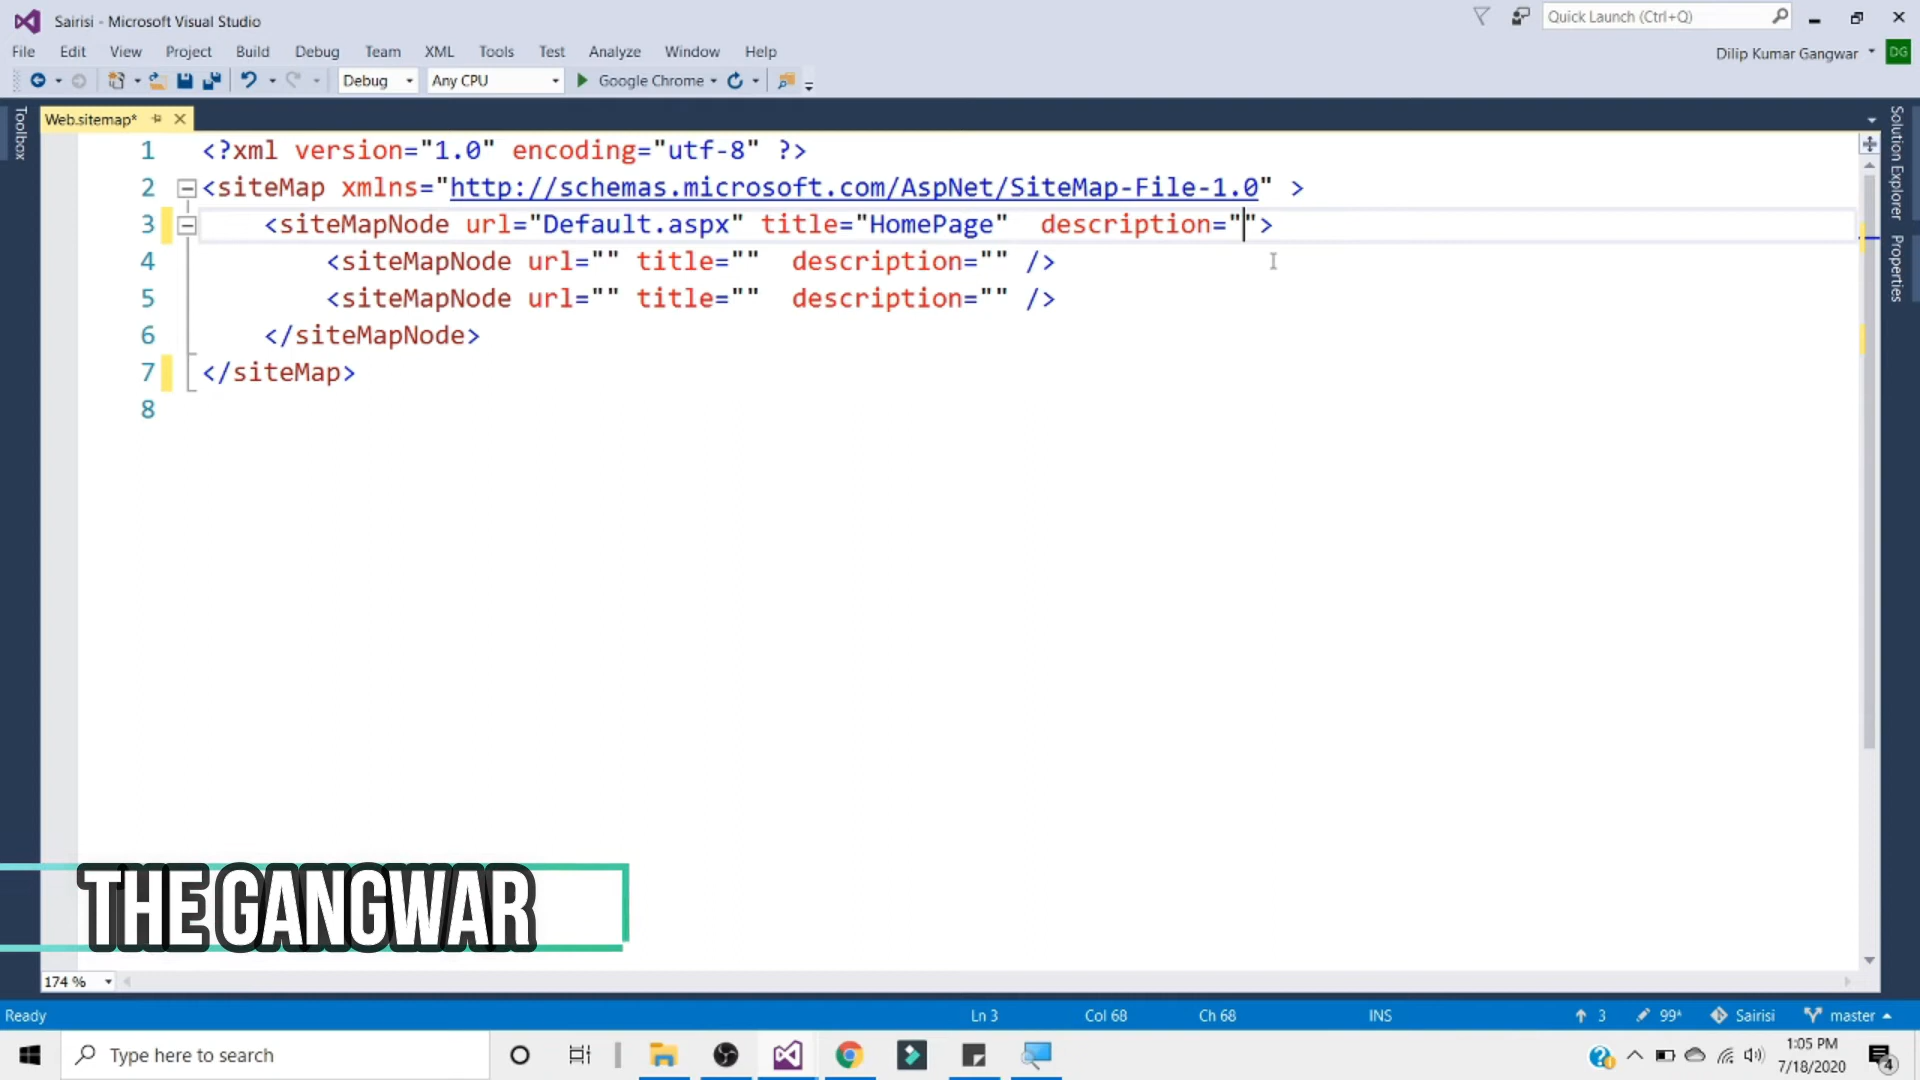 Sairisi - Microsoft Visual Studio
Quick Launch (Ctrl+Q)
File Edit View Project Build Debug Team XML Tools Test Analyze Window Help
Dilip Kumar Gangwar
DG
Debug Any CPU Google Chrome
Toolbox
Web.sitemap*
Solution Explorer
Properties
1 <?xml version="1.0" encoding="utf-8" ?>
2 <siteMap xmlns="http://schemas.microsoft.com/AspNet/SiteMap-File-1.0" >
3 <siteMapNode url="Default.aspx" title="HomePage"  description="">
4 <siteMapNode url="" title=""  description="" />
5 <siteMapNode url="" title=""  description="" />
6 </siteMapNode>
7 </siteMap>
8
THE GANGWAR
174 %
Ready Ln 3 Col 68 Ch 68 INS 3 99* Sairisi master
Type here to search
1:05 PM
7/18/2020
4